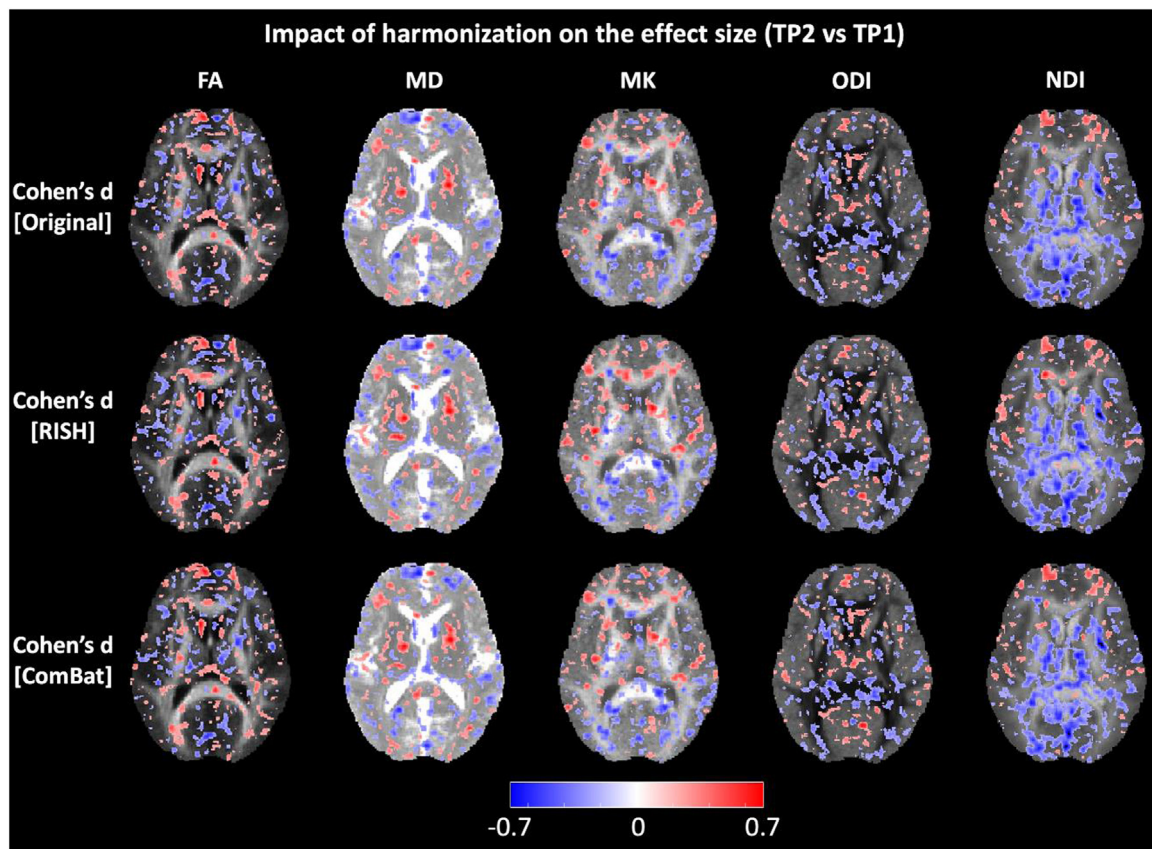 Impact of harmonization on the effect size (TP2 vs TP1)
FA MD MK ODI NDI
Cohen's d
[Original]
Cohen's d
[RISH]
Cohen's d
[ComBat]
-0.7 0 0.7